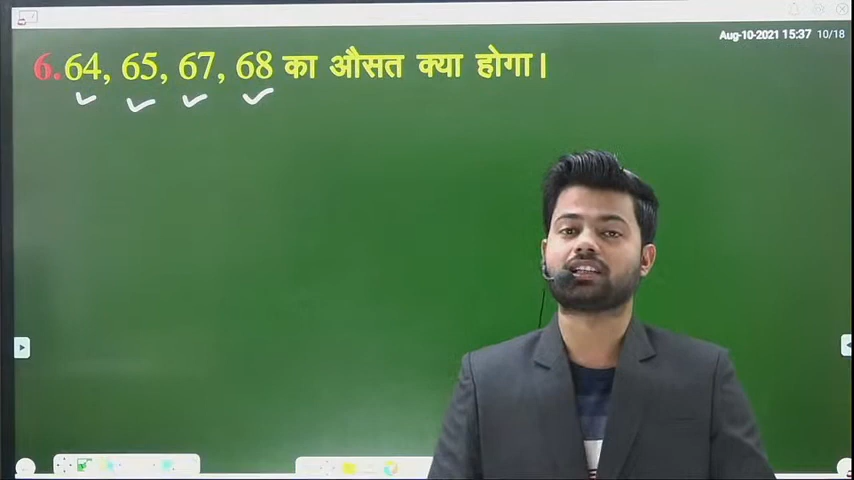 Aug-10-2021 15:37 10/18
6. 64, 65, 67, 68 का औसत क्या होगा।